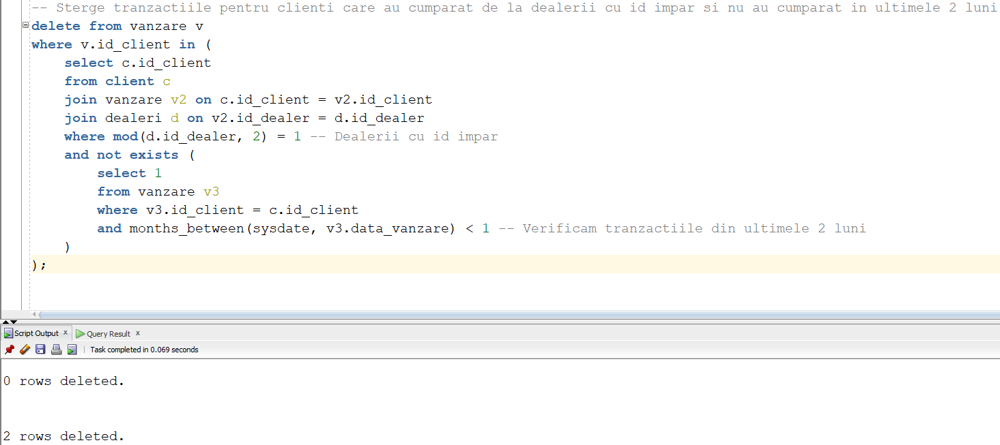 -- Sterge tranzactiile pentru clienti care au cumparat de la dealerii cu id impar si nu au cumparat in ultimele 2 luni
delete from vanzare v
where v.id_client in (
    select c.id_client
    from client c
    join vanzare v2 on c.id_client = v2.id_client
    join dealeri d on v2.id_dealer = d.id_dealer
    where mod(d.id_dealer, 2) = 1 -- Dealerii cu id impar
    and not exists (
        select 1
        from vanzare v3
        where v3.id_client = c.id_client
        and months_between(sysdate, v3.data_vanzare) < 1 -- Verificam tranzactiile din ultimele 2 luni
    )
);
Script Output x Query Result x
Task completed in 0.069 seconds
0 rows deleted.
2 rows deleted.